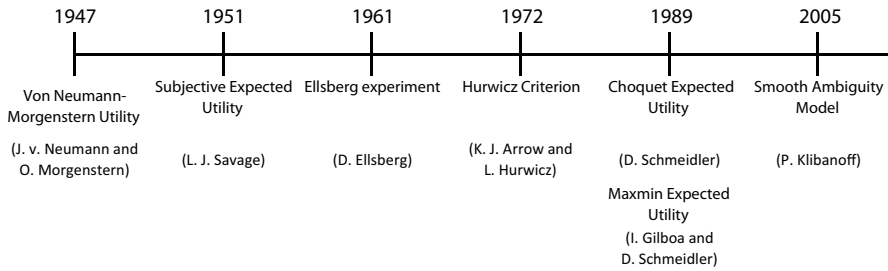 1947
1951
1961
1972
1989
2005
Von Neumann-
Morgenstern Utility
(J. v. Neumann and
O. Morgenstern)
Subjective Expected
Utility
(L. J. Savage)
Ellsberg experiment
(D. Ellsberg)
Hurwicz Criterion
(K. J. Arrow and
L. Hurwicz)
Choquet Expected
Utility
(D. Schmeidler)
Maxmin Expected
Utility
(I. Gilboa and
D. Schmeidler)
Smooth Ambiguity
Model
(P. Klibanoff)